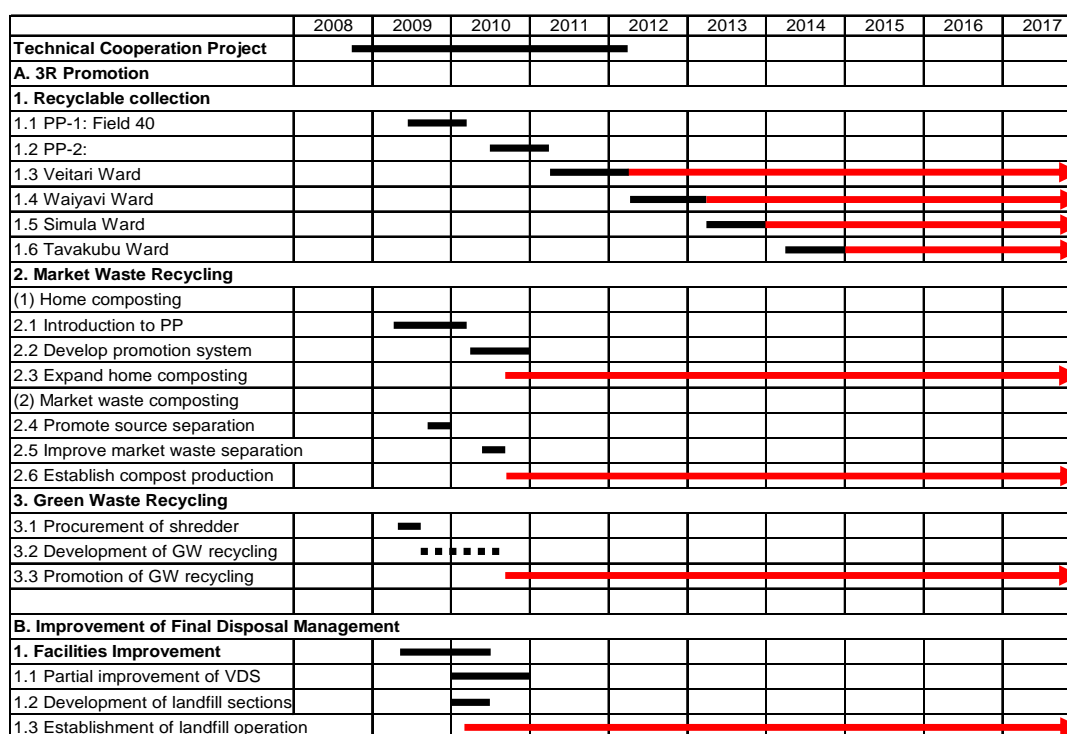 2008 2009 2010 2011 2012 2013 2014 2015 2016 2017
Technical Cooperation Project
A. 3R Promotion
1. Recyclable collection
1.1 PP-1: Field 40
1.2 PP-2:
1.3 Veitari Ward
1.4 Waiyavi Ward
1.5 Simula Ward
1.6 Tavakubu Ward
2. Market Waste Recycling
(1) Home composting
2.1 Introduction to PP
2.2 Develop promotion system
2.3 Expand home composting
(2) Market waste composting
2.4 Promote source separation
2.5 Improve market waste separation
2.6 Establish compost production
3. Green Waste Recycling
3.1 Procurement of shredder
3.2 Development of GW recycling
3.3 Promotion of GW recycling
B. Improvement of Final Disposal Management
1. Facilities Improvement
1.1 Partial improvement of VDS
1.2 Development of landfill sections
1.3 Establishment of landfill operation